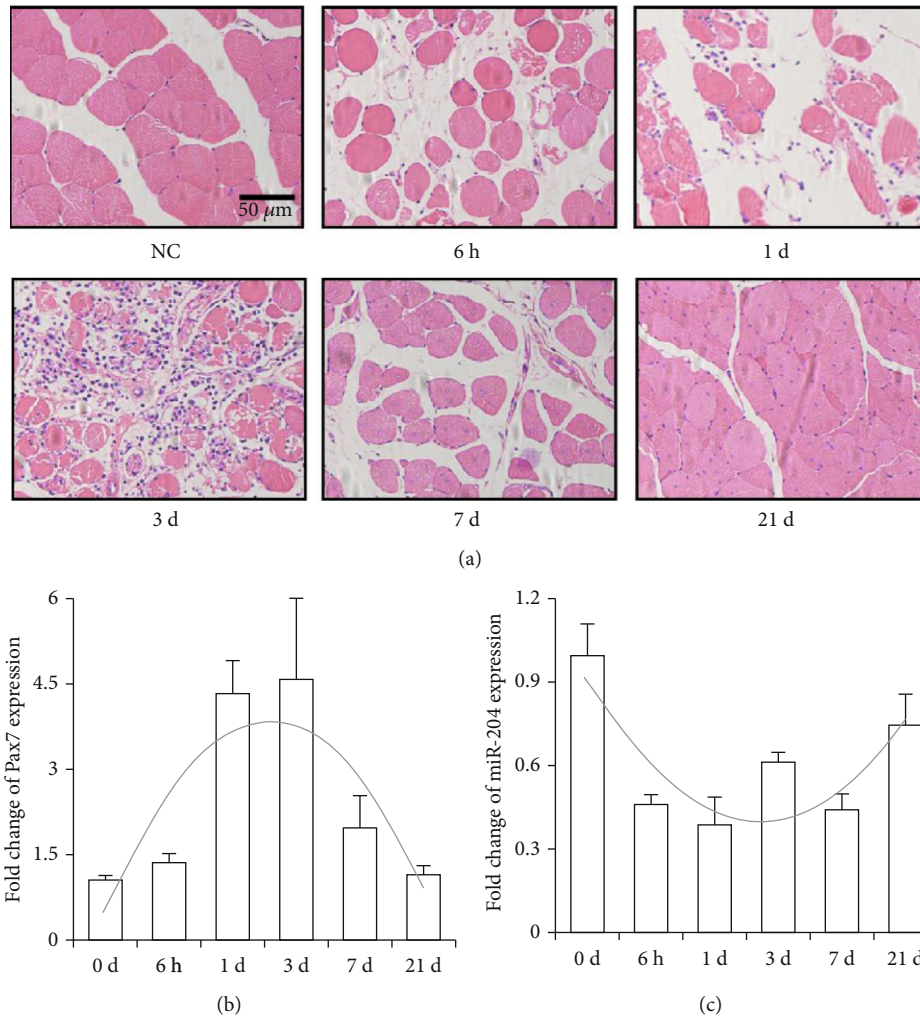 50 μm
NC
6 h
1 d
3 d
7 d
21 d
(a)
Fold change of Pax7 expression
6
4.5
3
1.5
0
0 d
6 h
1 d
3 d
7 d
21 d
(b)
Fold change of miR-204 expression
1.2
0.9
0.6
0.3
0
0 d
6 h
1 d
3 d
7 d
21 d
(c)